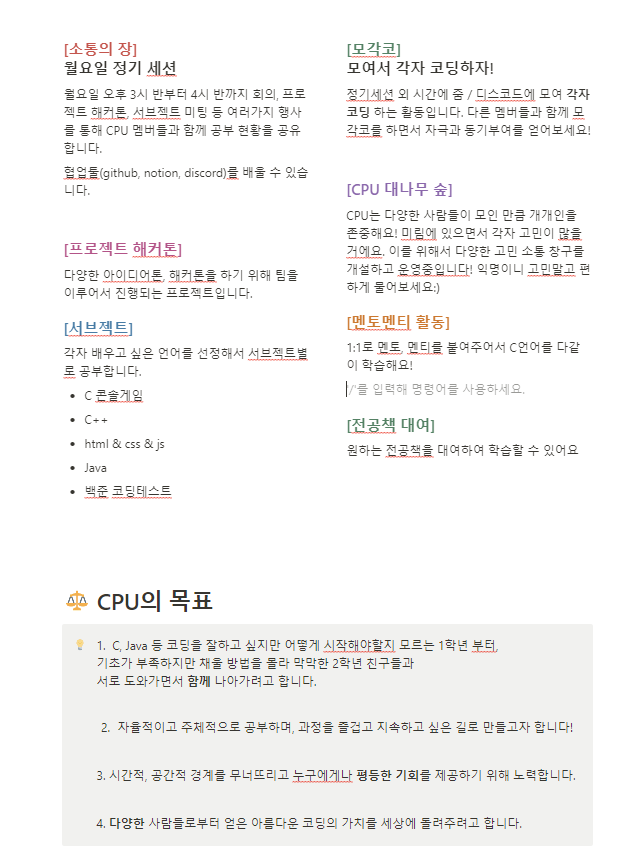 [소통의 장]
월요일 정기 세션
월요일 오후 3시 반부터 4시 반까지 회의, 프로
젝트 해커톤, 서브젝트 미팅 등 여러가지 행사
를 통해 CPU 멤버들과 함께 공부 현황을 공유
합니다.
협업툴(github, notion, discord)를 배울 수 있습
니다.
[프로젝트 해커톤]
다양한 아이디어톤, 해커톤을 하기 위해 팀을
이루어서 진행되는 프로젝트입니다.
[서브젝트]
각자 배우고 싶은 언어를 선정해서 서브젝트별
로 공부합니다.
• C 콘솔게임
• C++
• html & css & js
• Java
• 백준 코딩테스트
[모각코]
모여서 각자 코딩하자!
정기세션 외 시간에 줌 / 디스코드에 모여 각자
코딩 하는 활동입니다. 다른 멤버들과 함께 모
각코를 하면서 자극과 동기부여를 얻어보세요!
[CPU 대나무 숲]
CPU는 다양한 사람들이 모인 만큼 개개인을
존중해요! 미림에 있으면서 각자 고민이 많을
거에요. 이를 위해서 다양한 고민 소통 창구를
개설하고 운영중입니다! 익명이니 고민말고 편
하게 물어보세요:)
[멘토멘티 활동]
1:1로 멘토, 멘티를 붙여주어서 C언어를 다같
이 학습해요!
'/'를 입력해 명령어를 사용하세요.
[전공책 대여]
원하는 전공책을 대여하여 학습할 수 있어요
CPU의 목표
1. C, Java 등 코딩을 잘하고 싶지만 어떻게 시작해야할지 모르는 1학년 부터,
기초가 부족하지만 채울 방법을 몰라 막막한 2학년 친구들과
서로 도와가면서 함께 나아가려고 합니다.
2. 자율적이고 주체적으로 공부하며, 과정을 즐겁고 지속하고 싶은 길로 만들고자 합니다!
3. 시간적, 공간적 경계를 무너뜨리고 누구에게나 평등한 기회를 제공하기 위해 노력합니다.
4. 다양한 사람들로부터 얻은 아름다운 코딩의 가치를 세상에 돌려주려고 합니다.